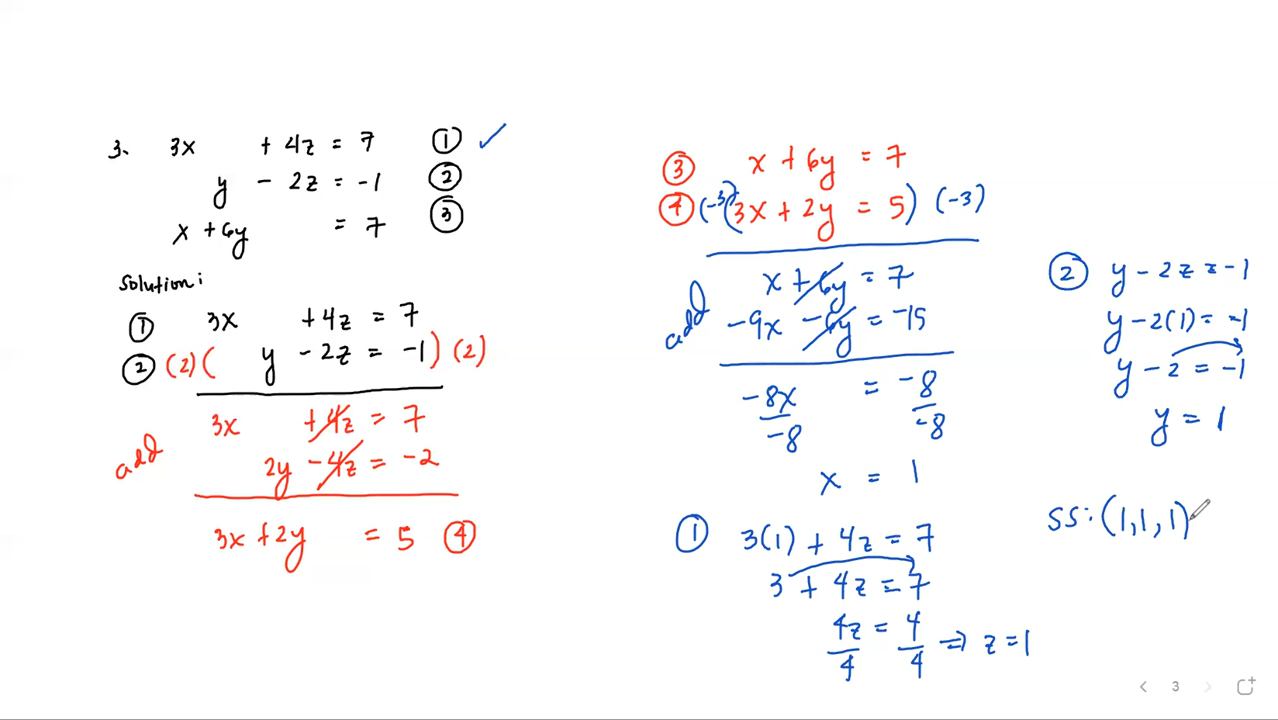 3. 3x + 4z = 7 ① ✓
y - 2z = -1 ②
x + 6y = 7 ③
Solution:
① 3x + 4z = 7
② (2)( y - 2z = -1) (2)
3x + 4z = 7
add
2y - 4z = -2
3x + 2y = 5 ④
③ x + 6y = 7
④ (-3)(3x + 2y = 5) (-3)
x + 6y = 7
add
-9x - 6y = -15
-8x = -8
-8 -8
x = 1
① 3(1) + 4z = 7
3 + 4z = 7
4z = 4 ⇒ z = 1
4 4
② y - 2z = -1
y - 2(1) = -1
y - 2 = -1
y = 1
SS: (1, 1, 1)
3